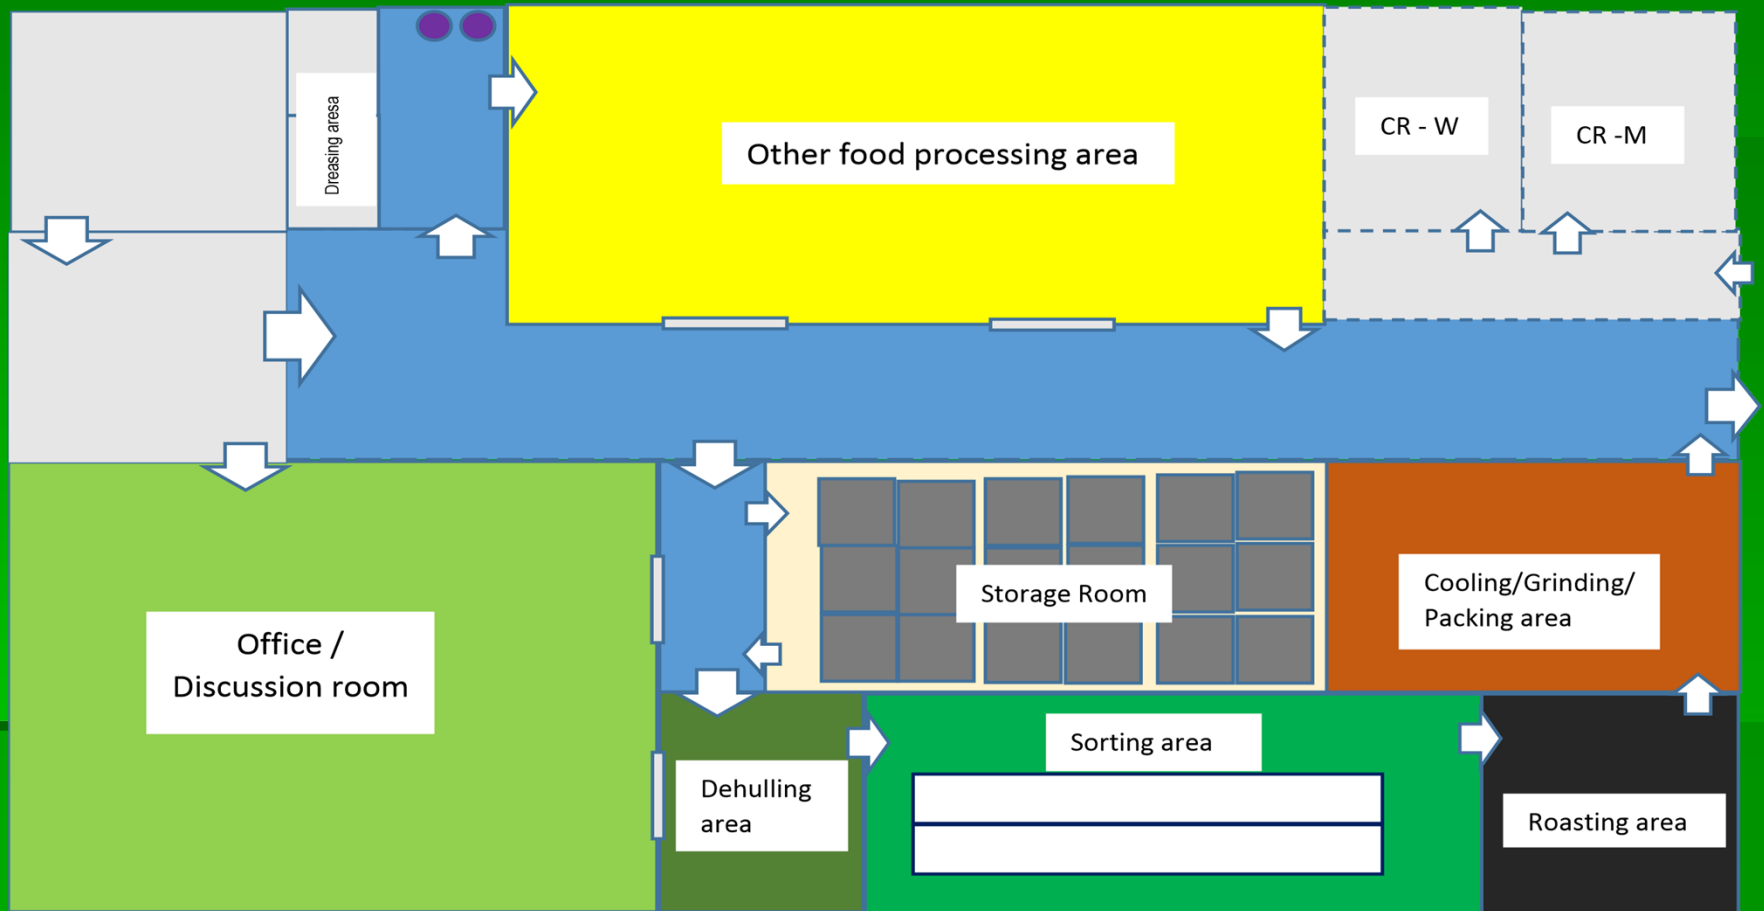 Dreasing aresa
Other food processing area
CR - W
CR -M
Office /
Discussion room
Storage Room
Cooling/Grinding/
Packing area
Dehulling
area
Sorting area
Roasting area